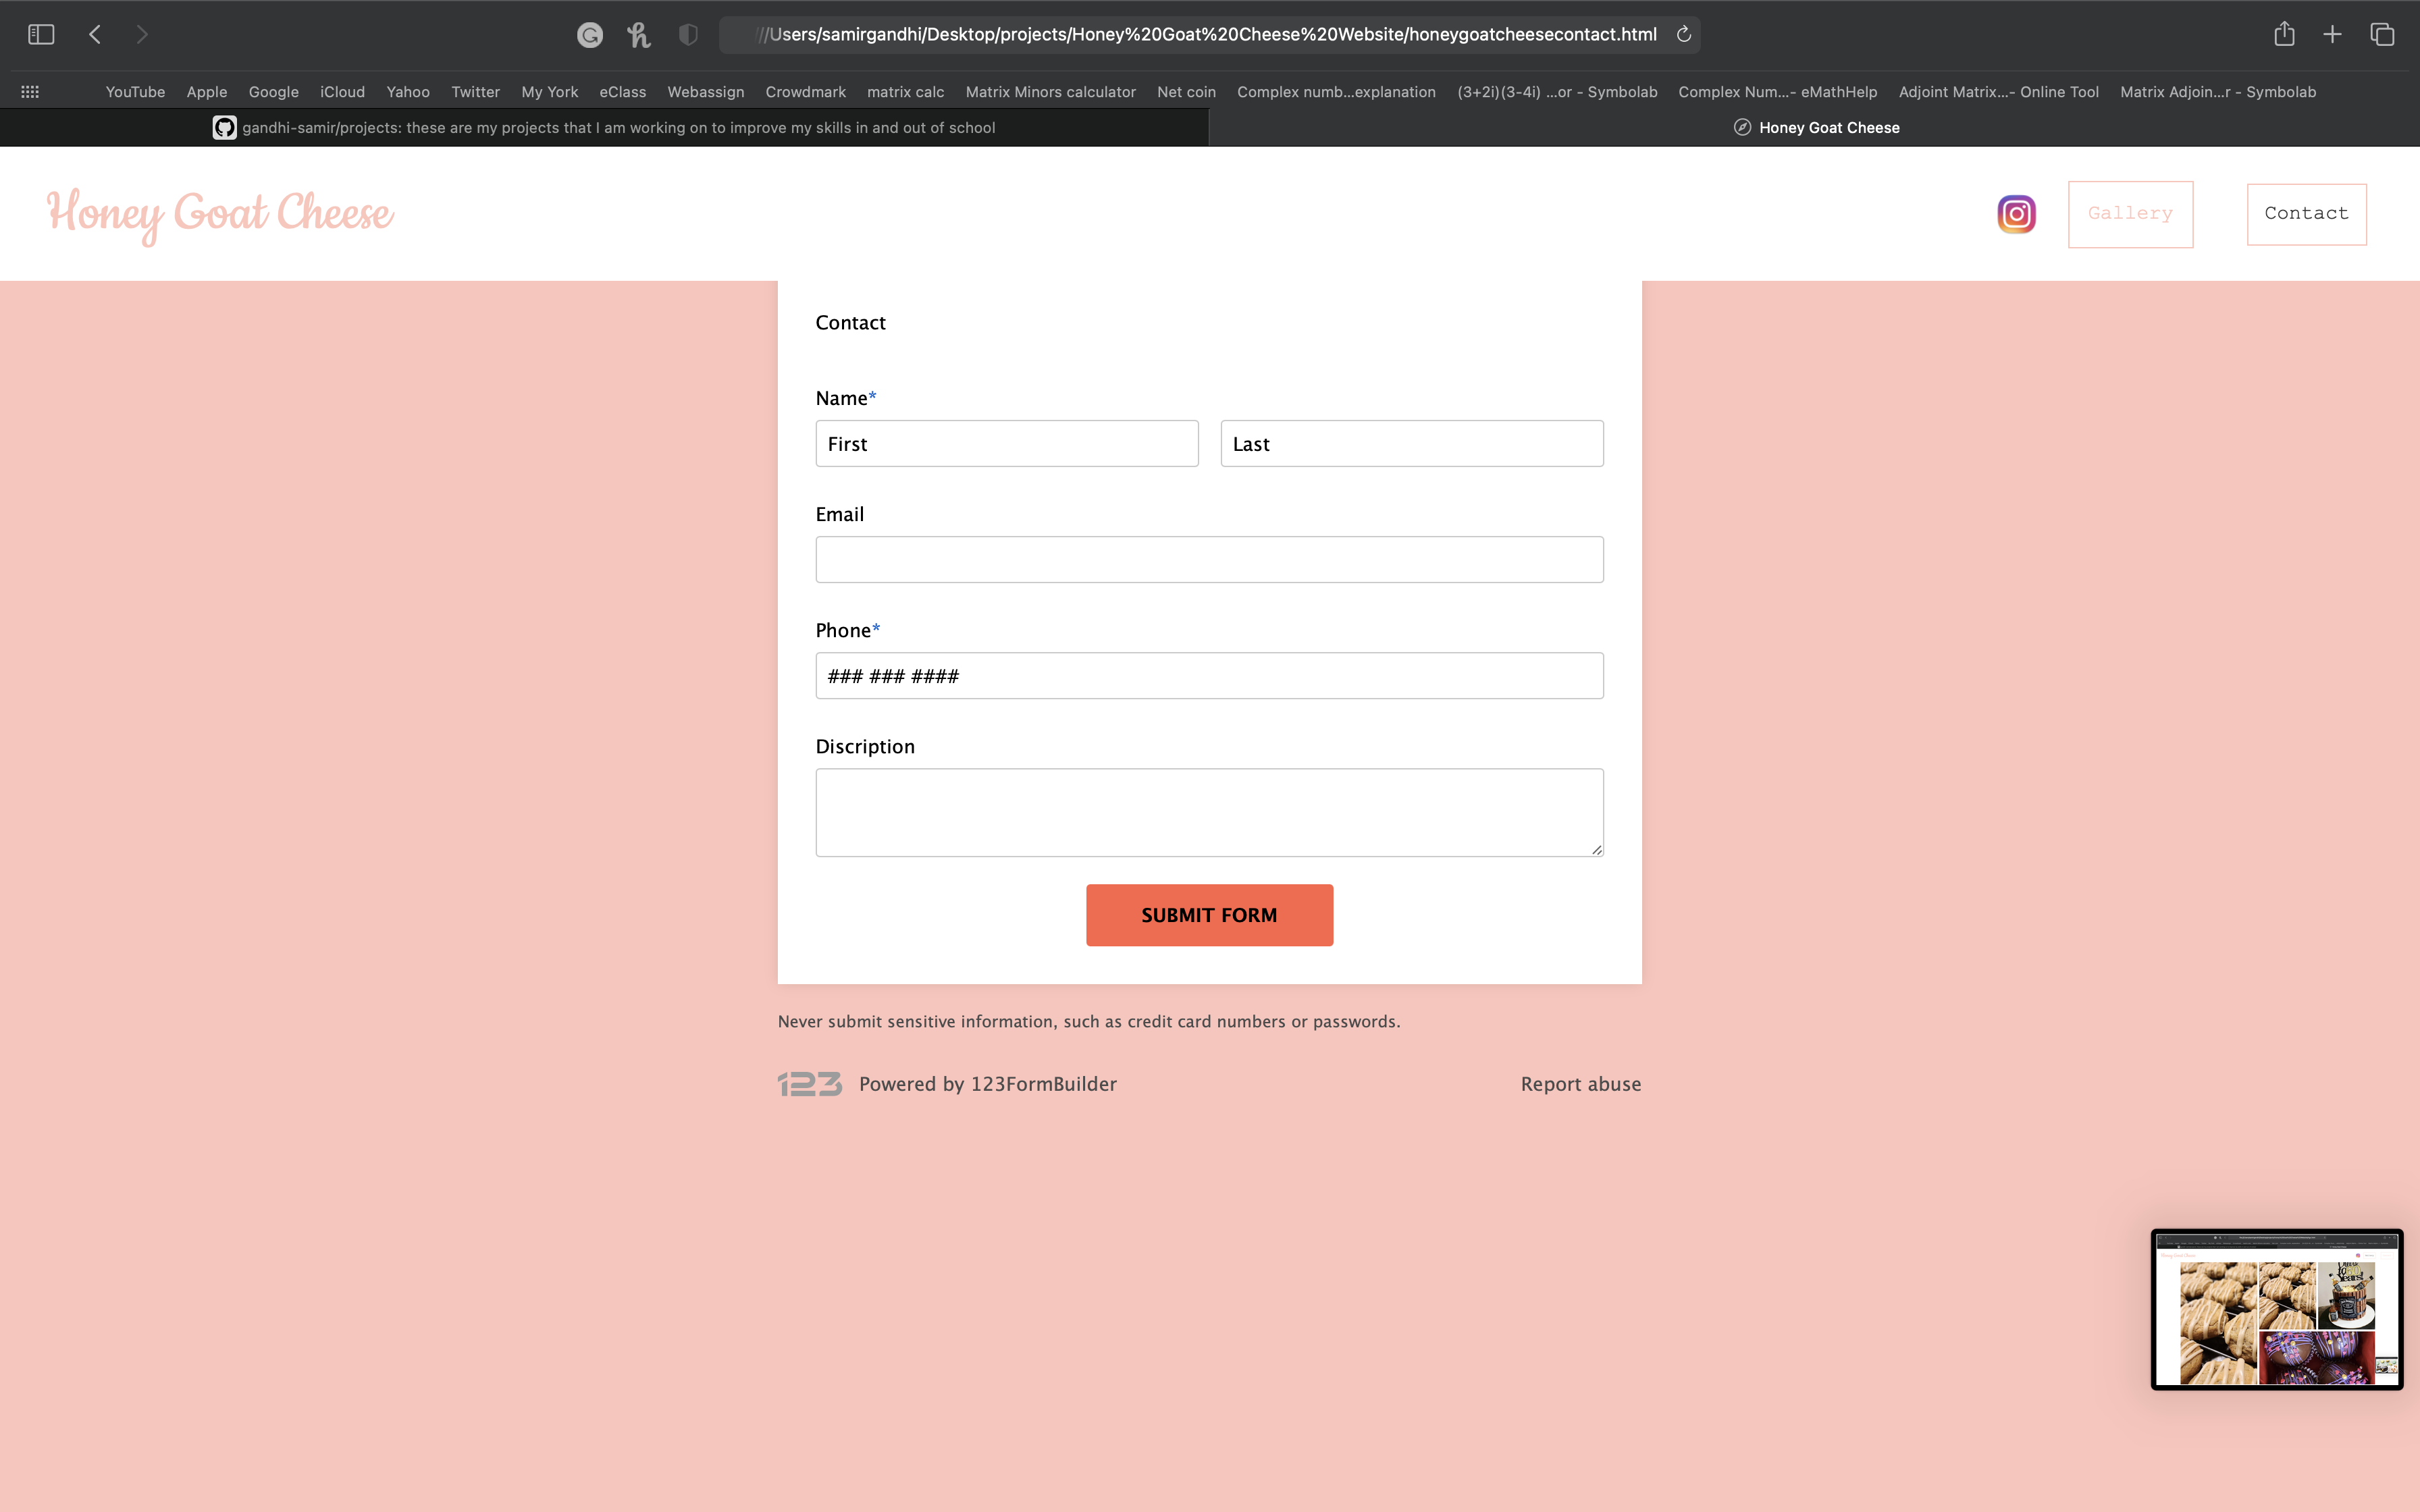 ///Users/samirgandhi/Desktop/projects/Honey%20Goat%20Cheese%20Website/honeygoatcheesecontact.html
YouTube Apple Google iCloud Yahoo Twitter My York eClass Webassign Crowdmark matrix calc Matrix Minors calculator Net coin Complex numb...explanation (3+2i)(3-4i) ...or - Symbolab Complex Num...- eMathHelp Adjoint Matrix...- Online Tool Matrix Adjoin...r - Symbolab
gandhi-samir/projects: these are my projects that I am working on to improve my skills in and out of school Honey Goat Cheese
Honey Goat Cheese Gallery Contact
Contact
Name*
First Last
Email
Phone*
### ### ####
Discription
SUBMIT FORM
Never submit sensitive information, such as credit card numbers or passwords.
123 Powered by 123FormBuilder Report abuse